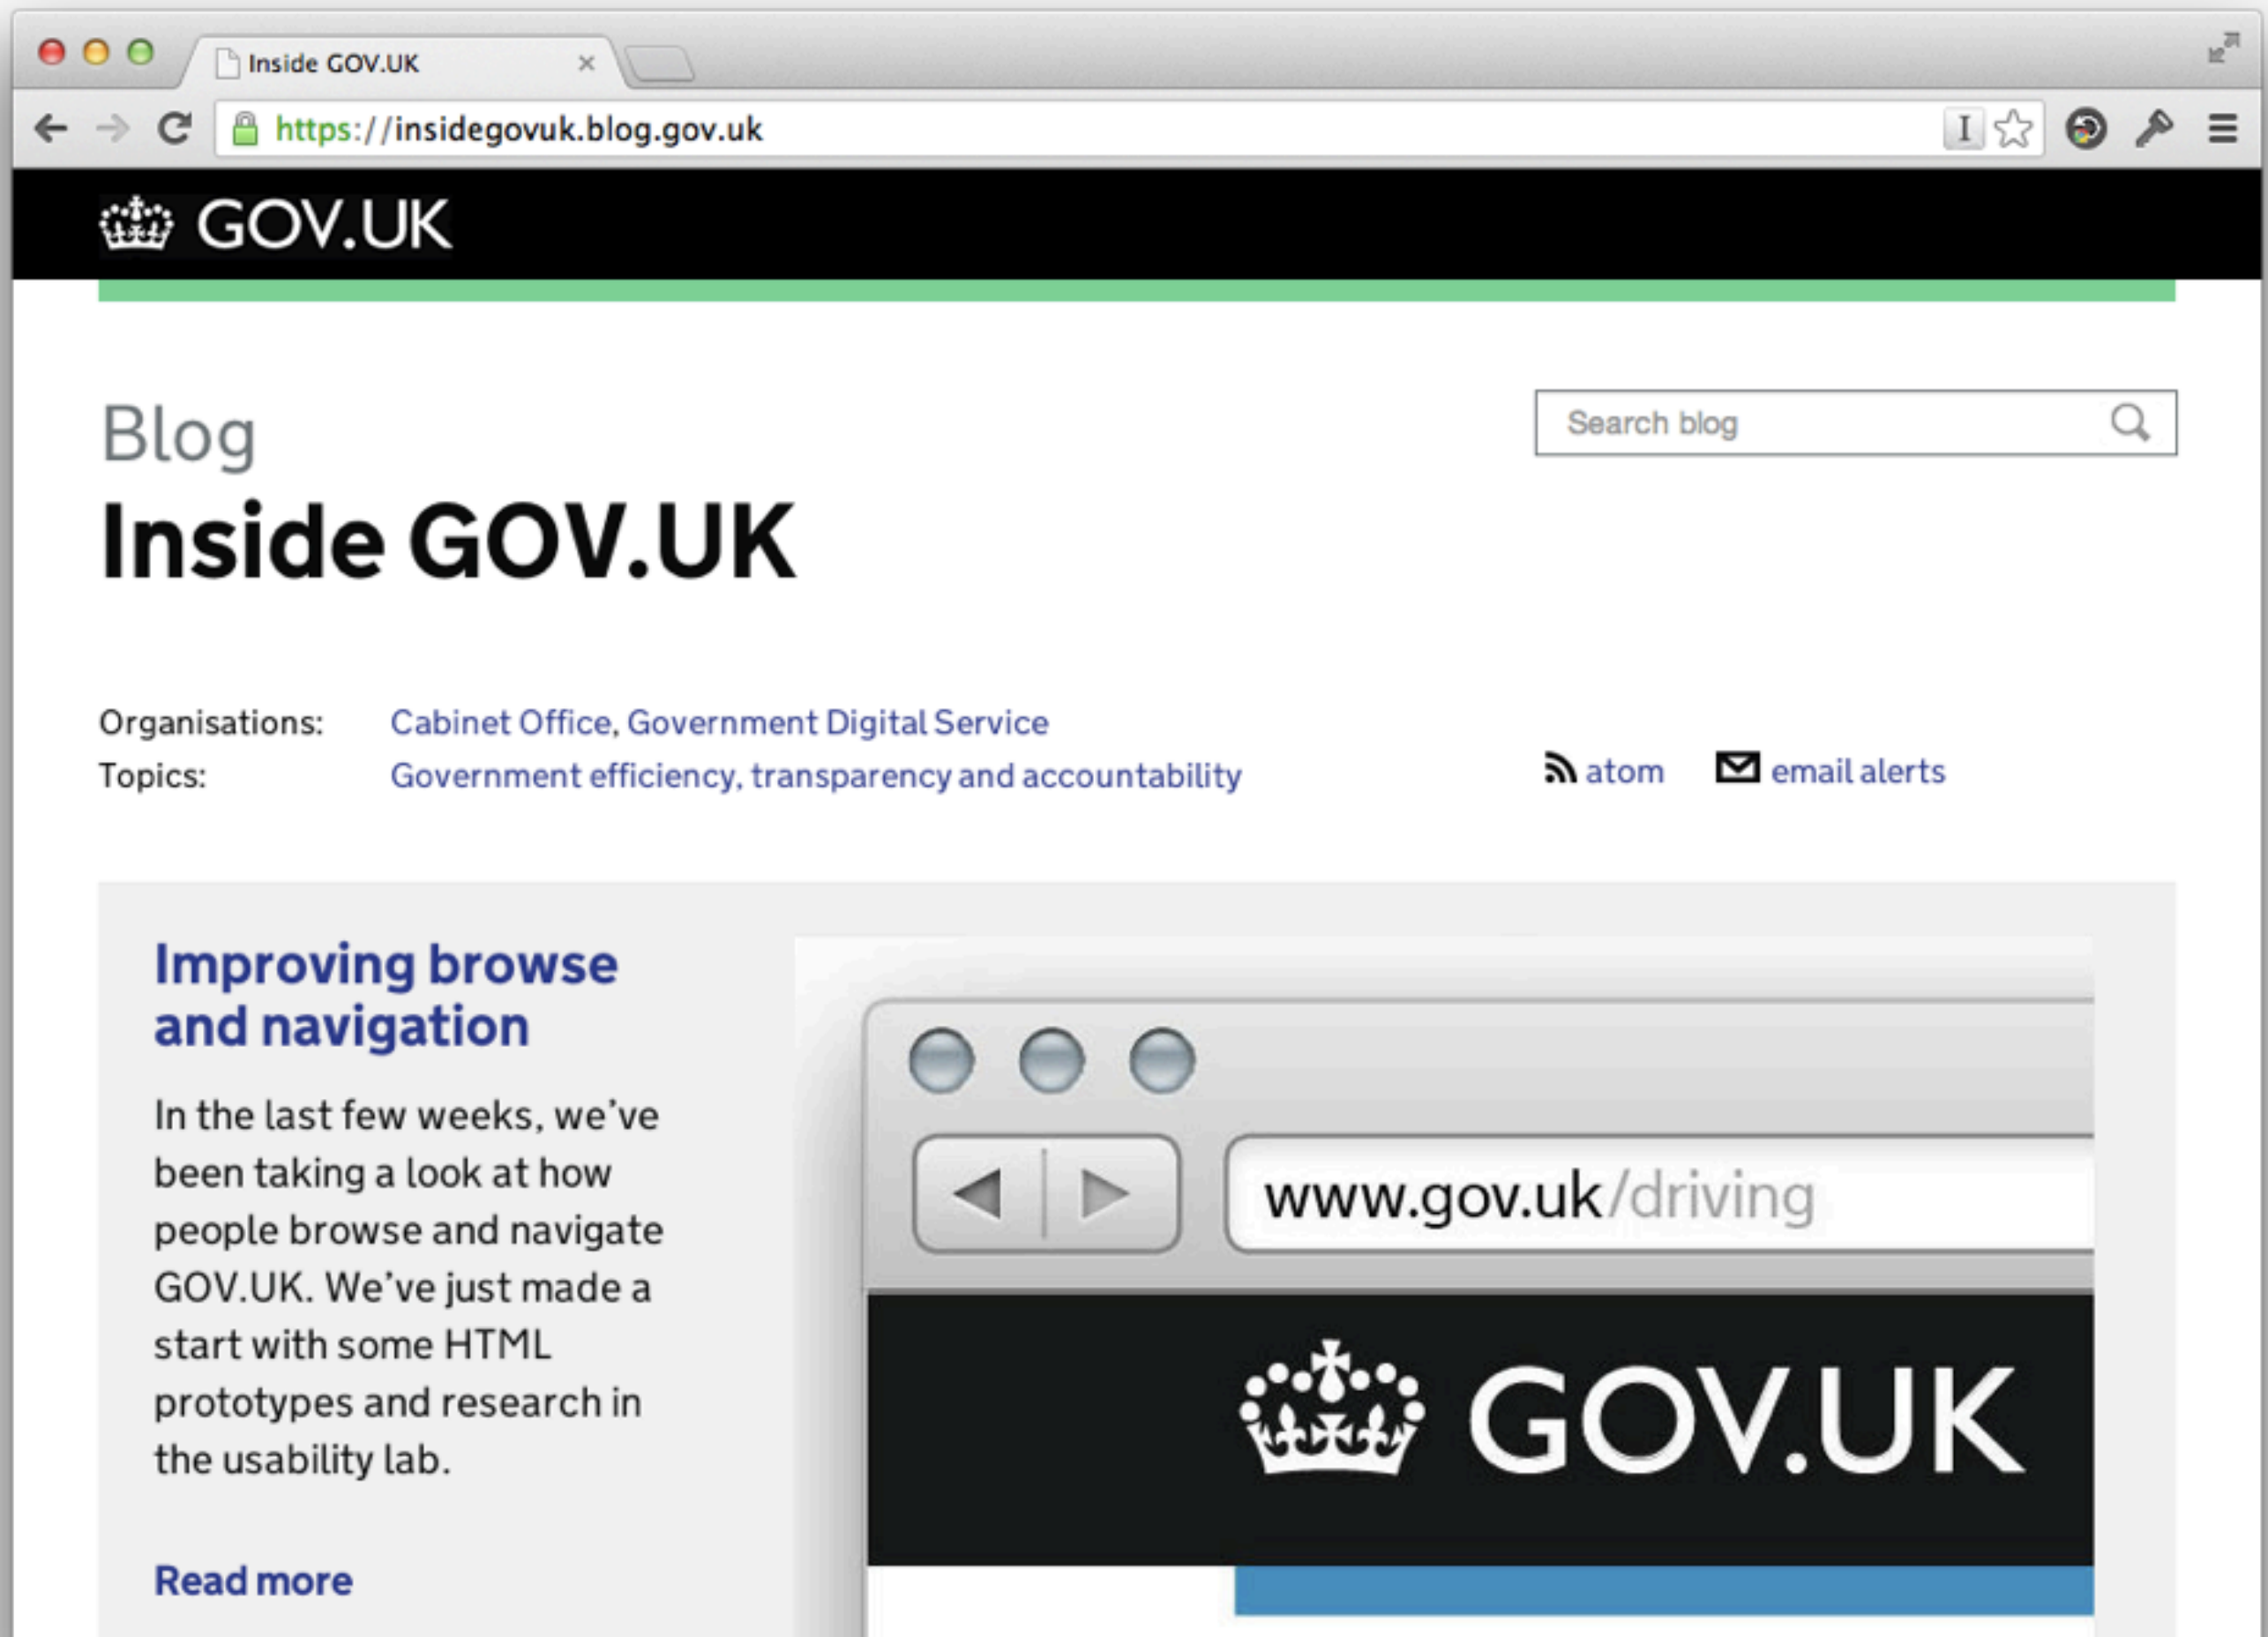 Inside GOV.UK
https://insidegovuk.blog.gov.uk
GOV.UK
Blog
Search blog
Inside GOV.UK
Organisations: Cabinet Office, Government Digital Service
Topics: Government efficiency, transparency and accountability
atom email alerts
Improving browse
and navigation
In the last few weeks, we've
been taking a look at how
people browse and navigate
GOV.UK. We've just made a
start with some HTML
prototypes and research in
the usability lab.
Read more
www.gov.uk/driving
GOV.UK